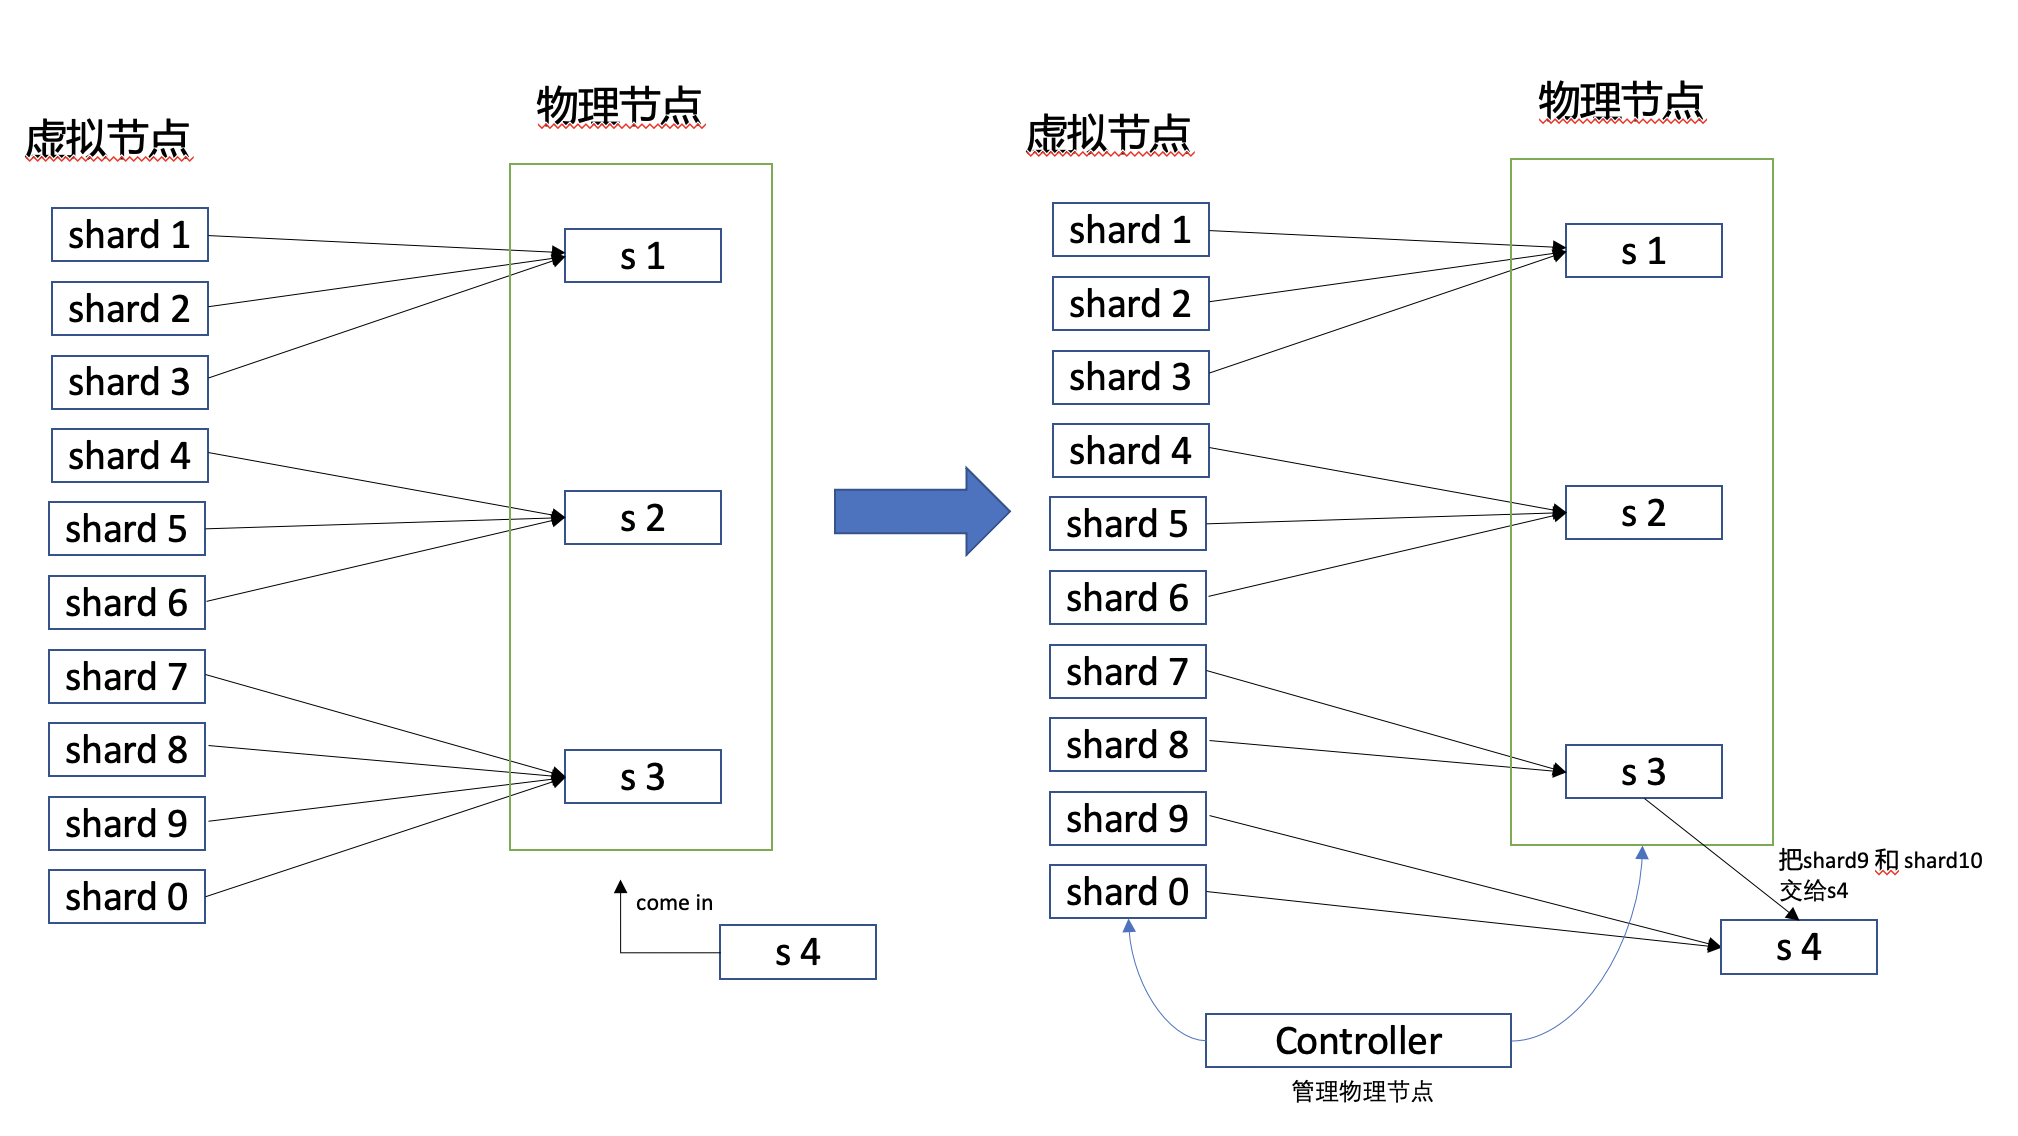 虚拟节点
物理节点
shard 1
shard 2
shard 3
shard 4
shard 5
shard 6
shard 7
shard 8
shard 9
shard 0
s 1
s 2
s 3
come in
s 4
虚拟节点
物理节点
shard 1
shard 2
shard 3
shard 4
shard 5
shard 6
shard 7
shard 8
shard 9
shard 0
s 1
s 2
s 3
把shard9 和 shard10
交给s4
s 4
Controller
管理物理节点